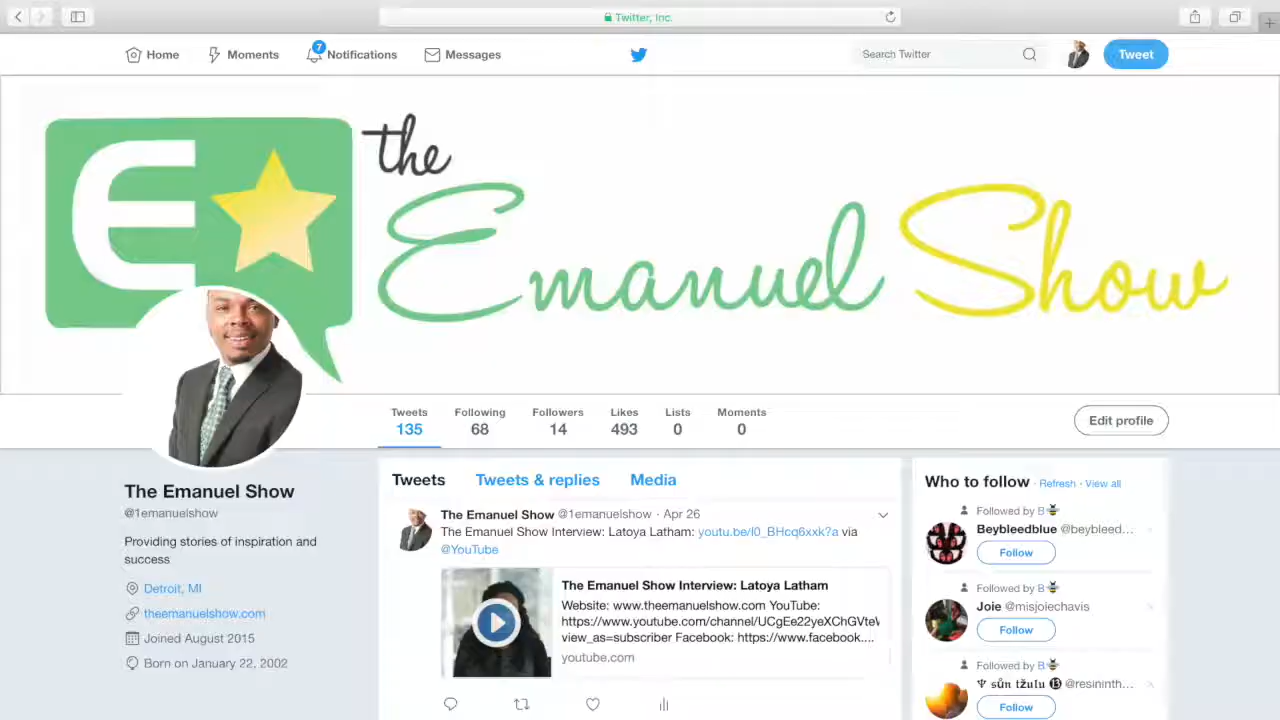 Twitter, Inc.
Home
Moments
7
Notifications
Messages
Search Twitter
Tweet
E
the
Emanuel Show
Tweets
135
Following
68
Followers
14
Likes
493
Lists
0
Moments
0
Edit profile
The Emanuel Show
@1emanuelshow
Providing stories of inspiration and
success
Detroit, MI
theemanuelshow.com
Joined August 2015
Born on January 22, 2002
Tweets Tweets & replies Media
The Emanuel Show @1emanuelshow · Apr 26
The Emanuel Show Interview: Latoya Latham: youtu.be/l0_BHcq6xxk?a via
@YouTube
The Emanuel Show Interview: Latoya Latham
Website: www.theemanuelshow.com YouTube:
https://www.youtube.com/channel/UCgEe22yeXChGVteV
view_as=subscriber Facebook: https://www.facebook....
youtube.com
Who to follow · Refresh · View all
Followed by B🐝
Beybleedblue @beybleed...
Follow
Followed by B🐝
Joie @misjoiechavis
Follow
Followed by B🐝
♆ sůn tžulu ⓭ @resininth...
Follow